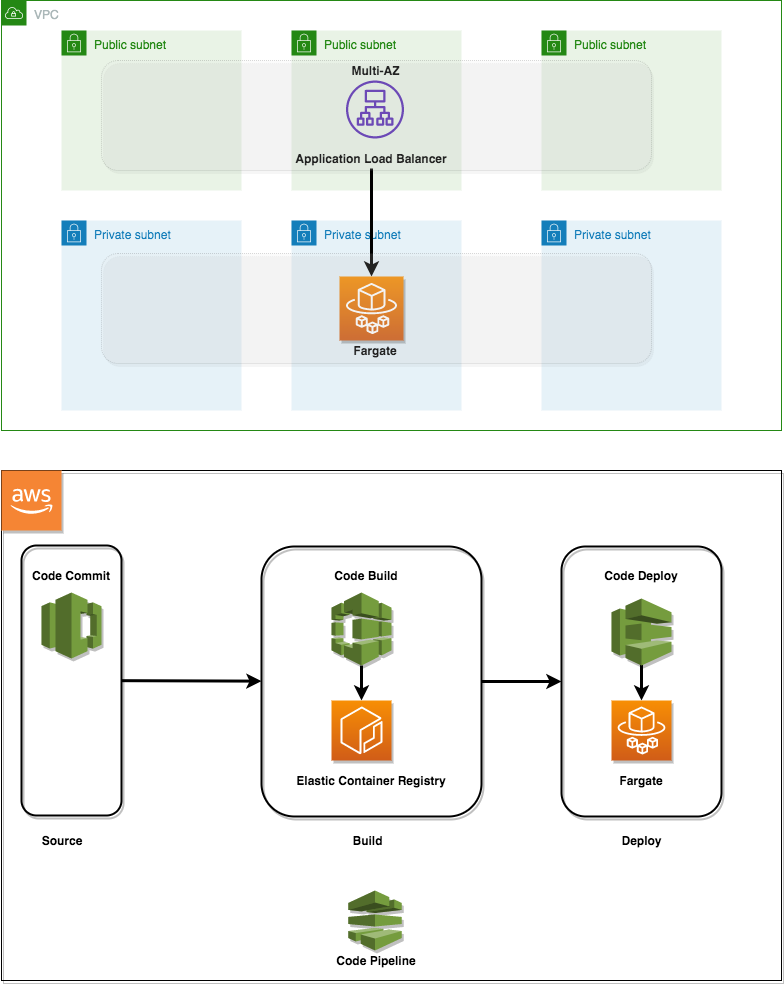 VPC
Public subnet
Public subnet
Public subnet
Multi-AZ
Application Load Balancer
Private subnet
Private subnet
Private subnet
Fargate
aws
Code Commit
Code Build
Code Deploy
Elastic Container Registry
Fargate
Source
Build
Deploy
Code Pipeline